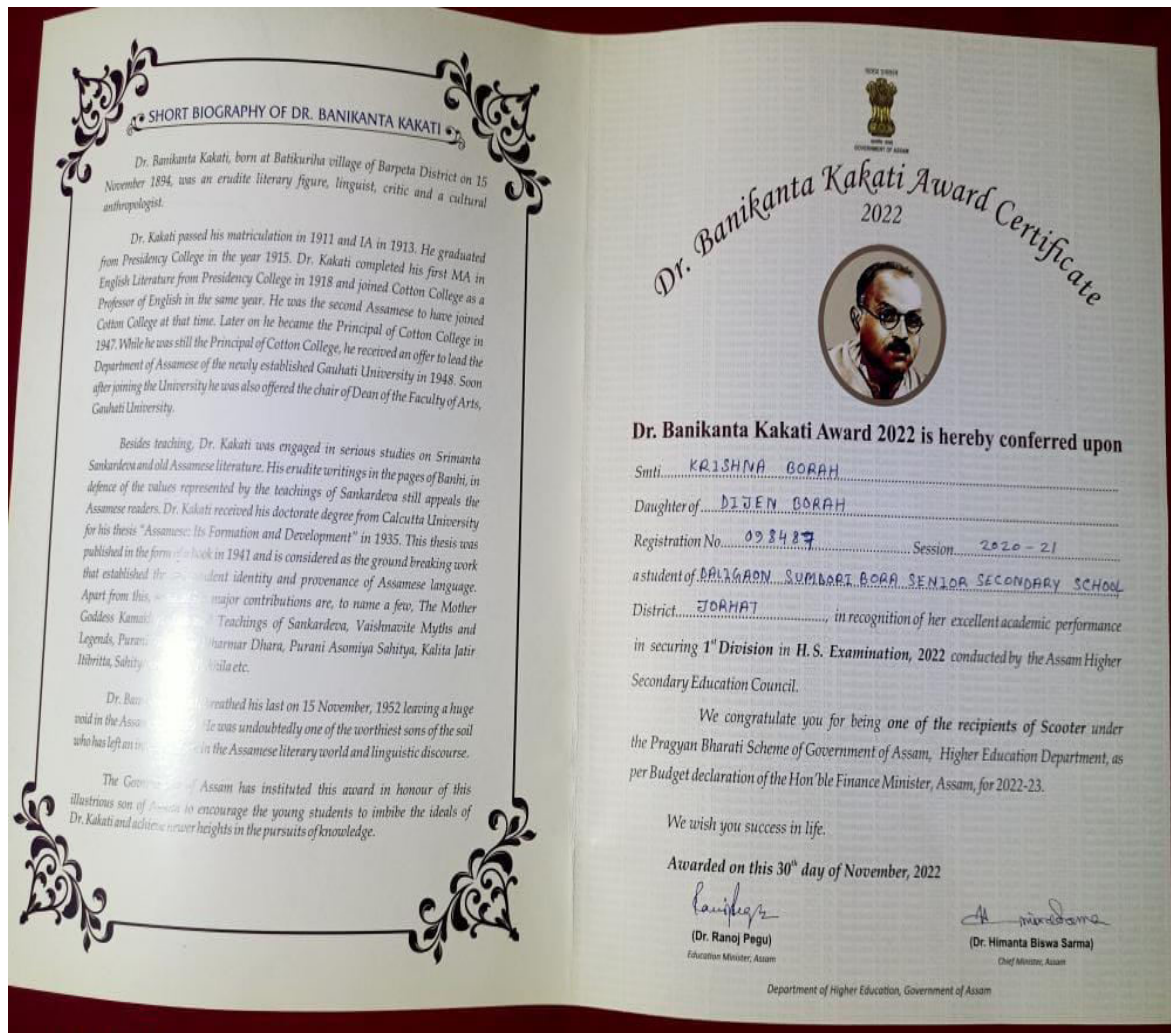 SHORT BIOGRAPHY OF DR. BANIKANTA KAKATI
Dr. Banikanta Kakati, born at Batikuriha village of Barpeta District on 15
November 1894, was an erudite literary figure, linguist, critic and a cultural
anthropologist.
Dr. Kakati passed his matriculation in 1911 and IA in 1913. He graduated
from Presidency College in the year 1915. Dr. Kakati completed his first MA in
English Literature from Presidency College in 1918 and joined Cotton College as a
Professor of English in the same year. He was the second Assamese to have joined
Cotton College at that time. Later on he became the Principal of Cotton College in
1947. While he was still the Principal of Cotton College, he received an offer to lead the
Department of Assamese of the newly established Gauhati University in 1948. Soon
after joining the University he was also offered the chair of Dean of the Faculty of Arts,
Gauhati University.
Besides teaching, Dr. Kakati was engaged in serious studies on Srimanta
Sankardeva and old Assamese literature. His erudite writings in the pages of Banhi, in
defence of the values represented by the teachings of Sankardeva still appeals the
Assamese readers. Dr. Kakati received his doctorate degree from Calcutta University
for his thesis "Assamese: Its Formation and Development" in 1935. This thesis was
published in the form of a book in 1941 and is considered as the ground breaking work
that established the identity and provenance of Assamese language.
Apart from this, major contributions are, to name a few, The Mother
Goddess Teachings of Sankardeva, Vaishnavite Myths and
Legends, Dhara, Purani Asomiya Sahitya, Kalita Jatir
Itibritta, etc.
Dr. breathed his last on 15 November, 1952 leaving a huge
void in the He was undoubtedly one of the worthiest sons of the soil
who has left an in the Assamese literary world and linguistic discourse.
The of Assam has instituted this award in honour of this
illustrious son of to encourage the young students to imbibe the ideals of
Dr. Kakati and achieve newer heights in the pursuits of knowledge.
GOVERNMENT OF ASSAM
Dr. Banikanta Kakati Award Certificate
2022
Dr. Banikanta Kakati Award 2022 is hereby conferred upon
Smti. KRISHNA BORAH
Daughter of DIJEN BORAH
Registration No. 098487 Session 2020-21
a student of DALIGAON SUMDORI BORA SENIOR SECONDARY SCHOOL
District JORHAT, in recognition of her excellent academic performance
in securing 1st Division in H.S. Examination, 2022 conducted by the Assam Higher
Secondary Education Council.
We congratulate you for being one of the recipients of Scooter under
the Pragyan Bharati Scheme of Government of Assam, Higher Education Department, as
per Budget declaration of the Hon'ble Finance Minister, Assam, for 2022-23.
We wish you success in life.
Awarded on this 30th day of November, 2022
(Dr. Ranoj Pegu)
Education Minister, Assam
(Dr. Himanta Biswa Sarma)
Chief Minister, Assam
Department of Higher Education, Government of Assam